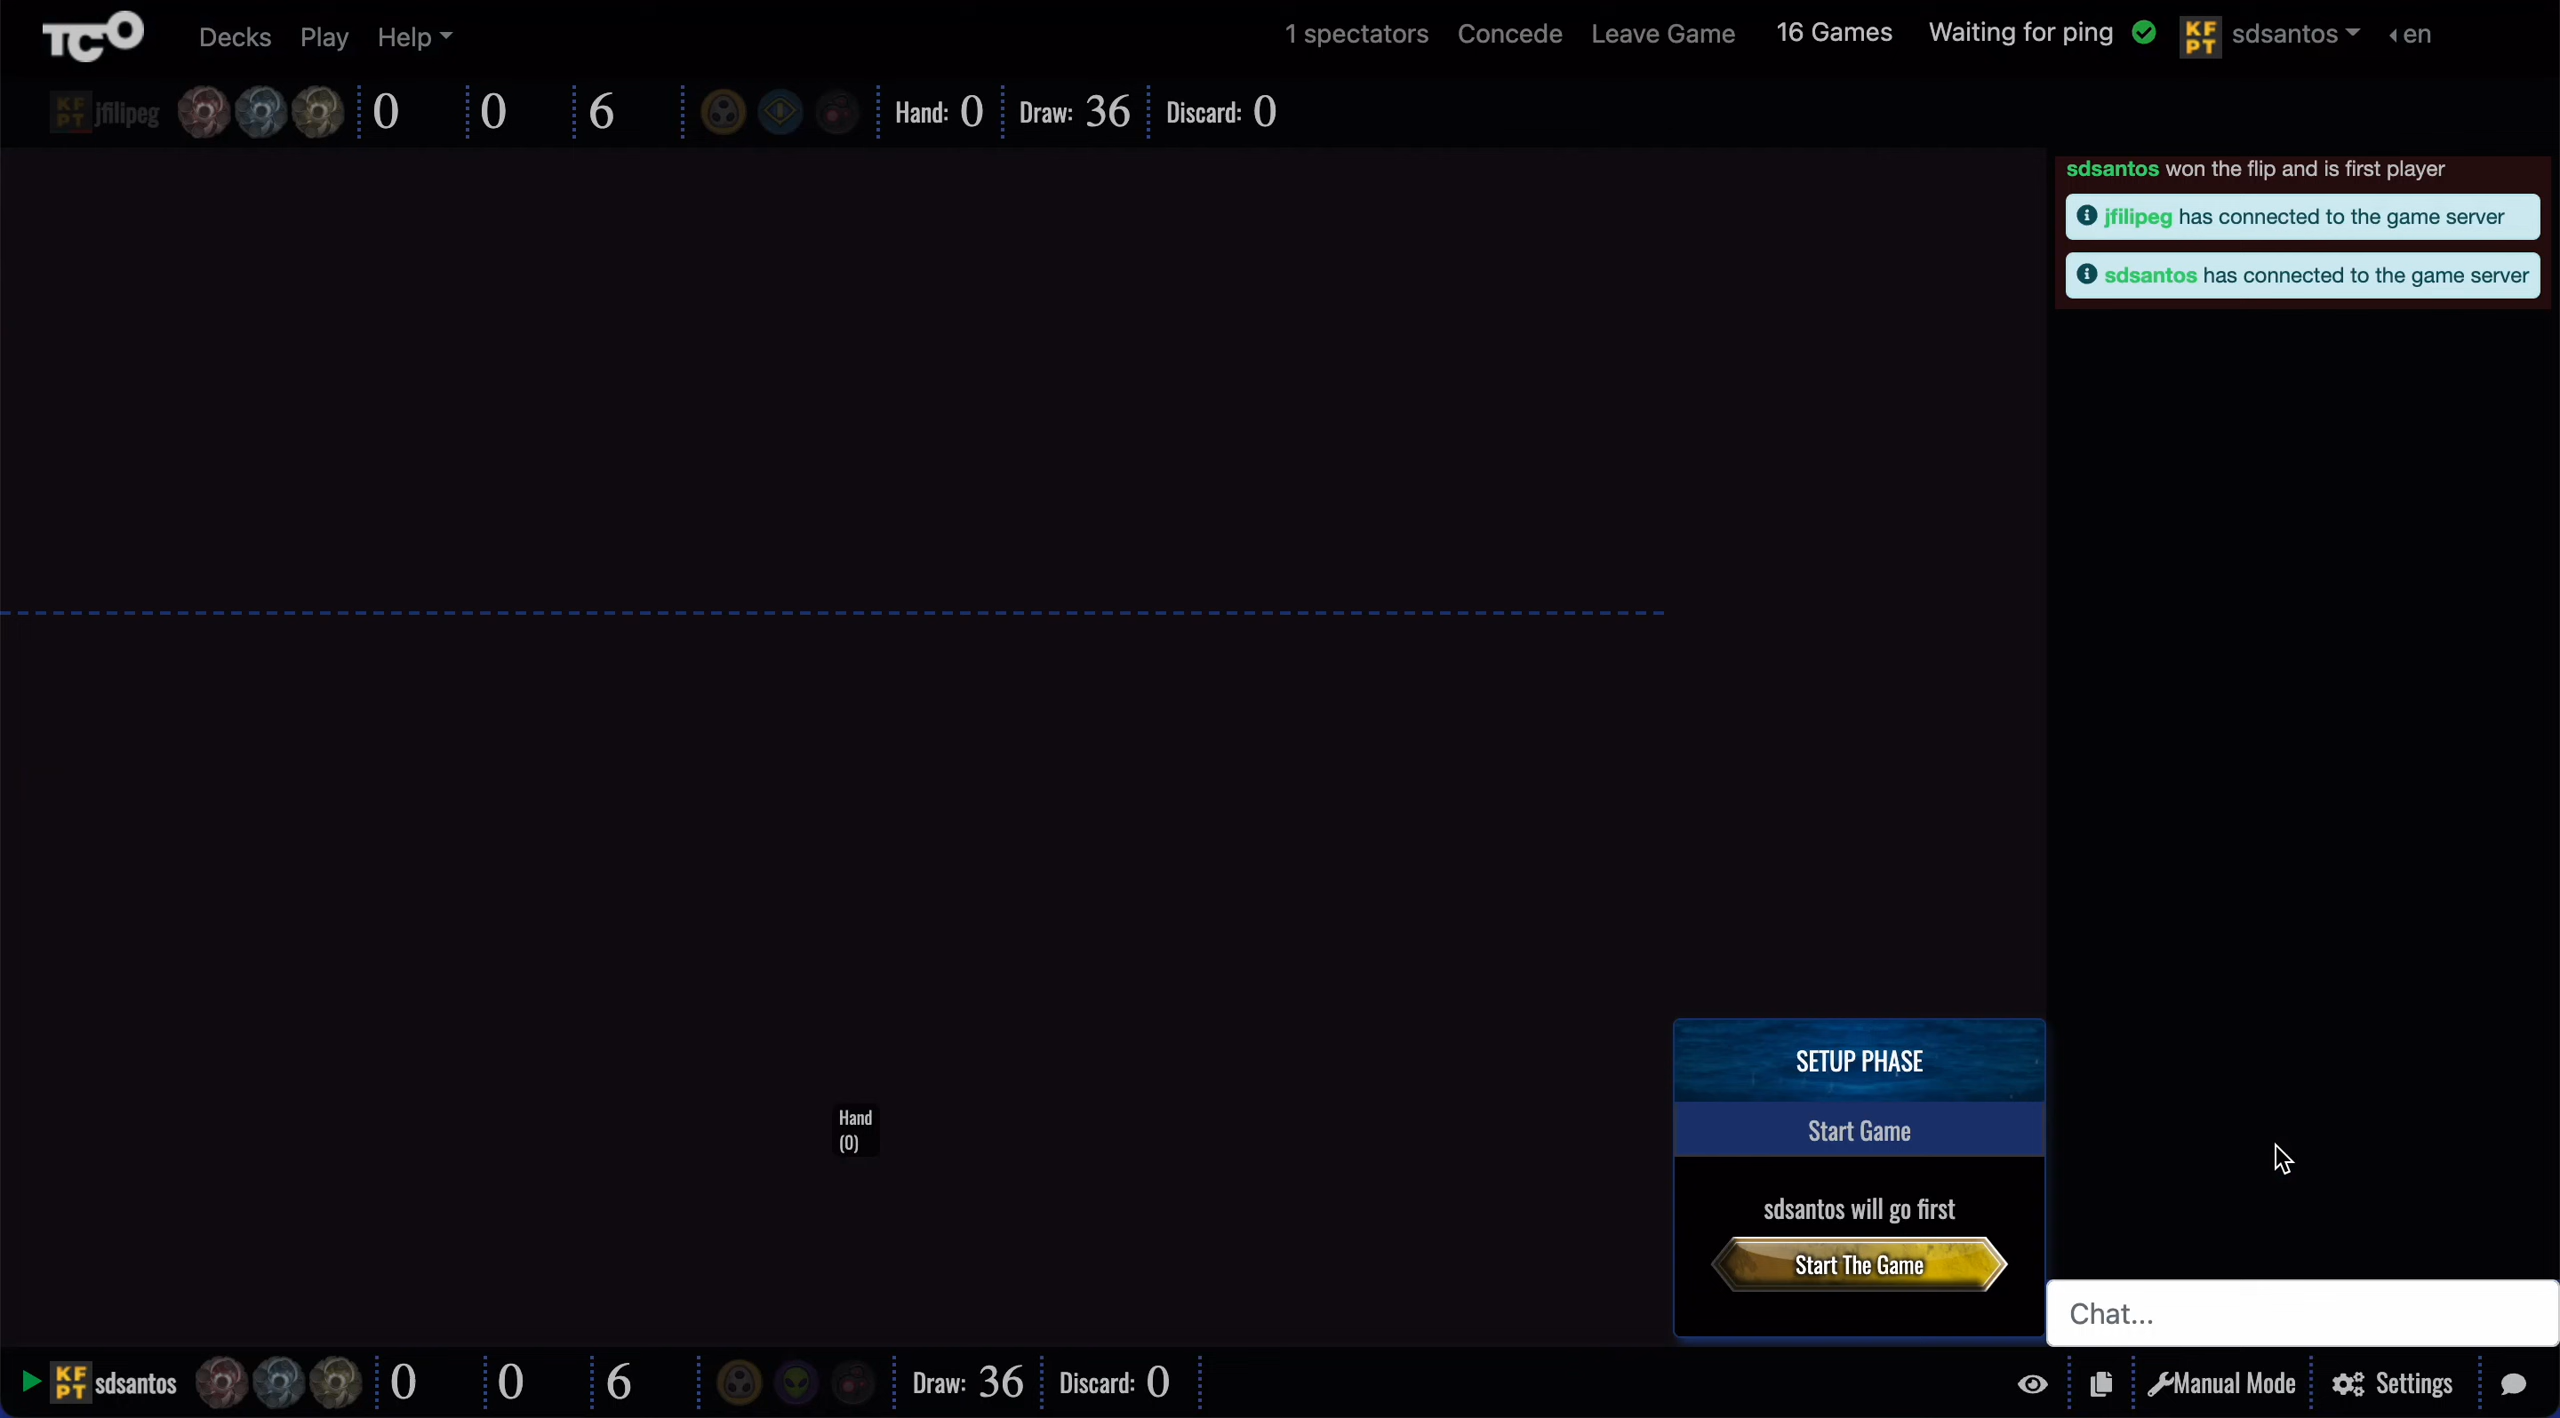 TCO
Decks
Play
Help
1 spectators
Concede
Leave Game
16 Games
Waiting for ping
KF
PT
sdsantos
en
KF
PT
jfilipeg
0
0
6
Hand: 0
Draw: 36
Discard: 0
sdsantos won the flip and is first player
jfilipeg has connected to the game server
sdsantos has connected to the game server
Hand
(0)
SETUP PHASE
Start Game
sdsantos will go first
Start The Game
Chat...
KF
PT
sdsantos
0
0
6
Draw: 36
Discard: 0
Manual Mode
Settings